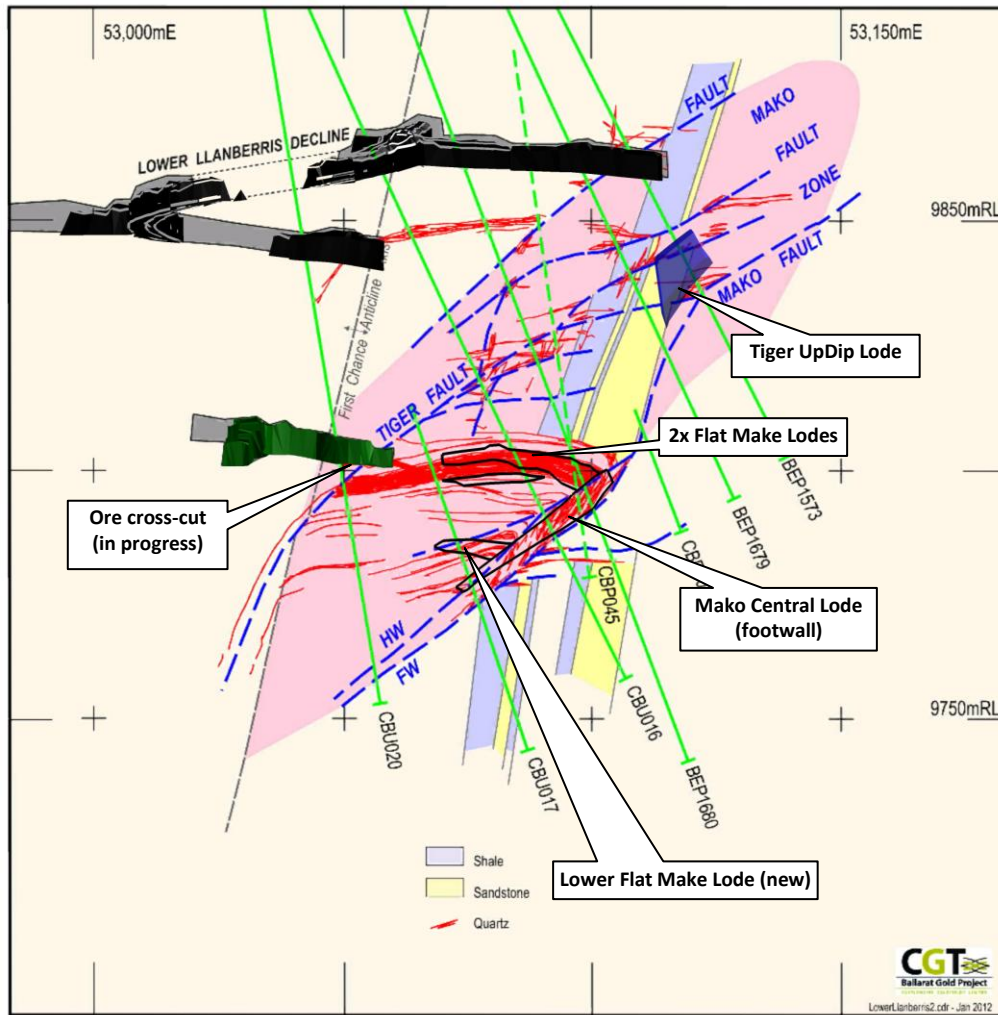 53,000mE
53,150mE
LOWER LLANBERRIS DECLINE
FAULT
MAKO
FAULT
ZONE
9850mRL
MAKO FAULT
First Chance Anticline
Tiger UpDip Lode
TIGER FAULT
2x Flat Make Lodes
BEP1573
Ore cross-cut
(in progress)
BEP1679
CBP045
Mako Central Lode
(footwall)
HW
FW
CBU016
9750mRL
CBU020
CBU017
BEP1680
Lower Flat Make Lode (new)
Shale
Sandstone
Quartz
CGT
Ballarat Gold Project
LowerLlanberris2.cdr - Jan 2012